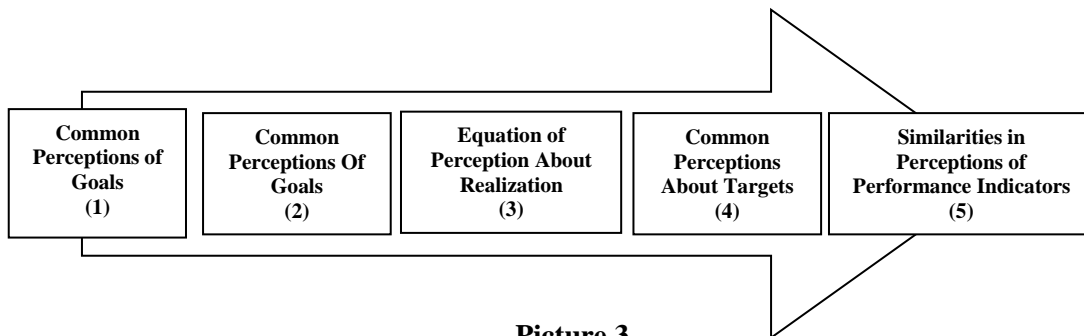 Common
Perceptions of
Goals
(1)
Common
Perceptions Of
Goals
(2)
Equation of
Perception About
Realization
(3)
Common
Perceptions
About Targets
(4)
Similarities in
Perceptions of
Performance Indicators
(5)
Picture 3